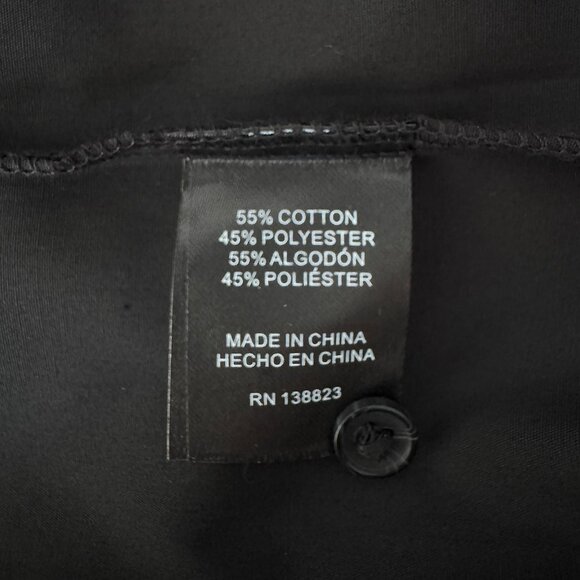 55% COTTON
45% POLYESTER
55% ALGODÓN
45% POLIÉSTER
MADE IN CHINA
HECHO EN CHINA
RN 138823